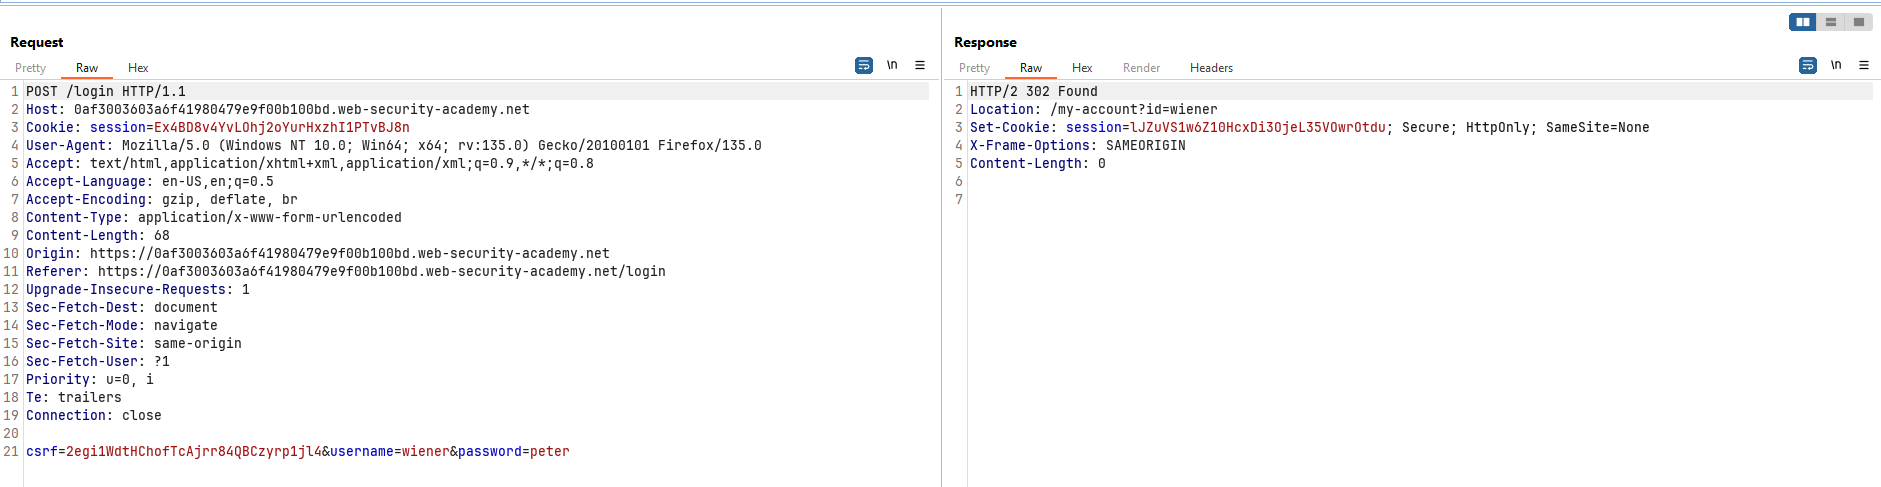 Request
Pretty Raw Hex
\n
1 POST /login HTTP/1.1
2 Host: 0af3003603a6f41980479e9f00b100bd.web-security-academy.net
3 Cookie: session=Ex4BD8v4YvLOhj2oYurHxzhI1PTvBJ8n
4 User-Agent: Mozilla/5.0 (Windows NT 10.0; Win64; x64; rv:135.0) Gecko/20100101 Firefox/135.0
5 Accept: text/html,application/xhtml+xml,application/xml;q=0.9,*/*;q=0.8
6 Accept-Language: en-US,en;q=0.5
7 Accept-Encoding: gzip, deflate, br
8 Content-Type: application/x-www-form-urlencoded
9 Content-Length: 68
10 Origin: https://0af3003603a6f41980479e9f00b100bd.web-security-academy.net
11 Referer: https://0af3003603a6f41980479e9f00b100bd.web-security-academy.net/login
12 Upgrade-Insecure-Requests: 1
13 Sec-Fetch-Dest: document
14 Sec-Fetch-Mode: navigate
15 Sec-Fetch-Site: same-origin
16 Sec-Fetch-User: ?1
17 Priority: u=0, i
18 Te: trailers
19 Connection: close
20
21 csrf=2egi1WdtHChofTcAjrr84QBCzyrp1jl4&username=wiener&password=peter
Response
Pretty Raw Hex Render Headers
\n
1 HTTP/2 302 Found
2 Location: /my-account?id=wiener
3 Set-Cookie: session=lJZuVS1w6Z10HcxDi3OjeL35VOwrOtdu; Secure; HttpOnly; SameSite=None
4 X-Frame-Options: SAMEORIGIN
5 Content-Length: 0
6
7